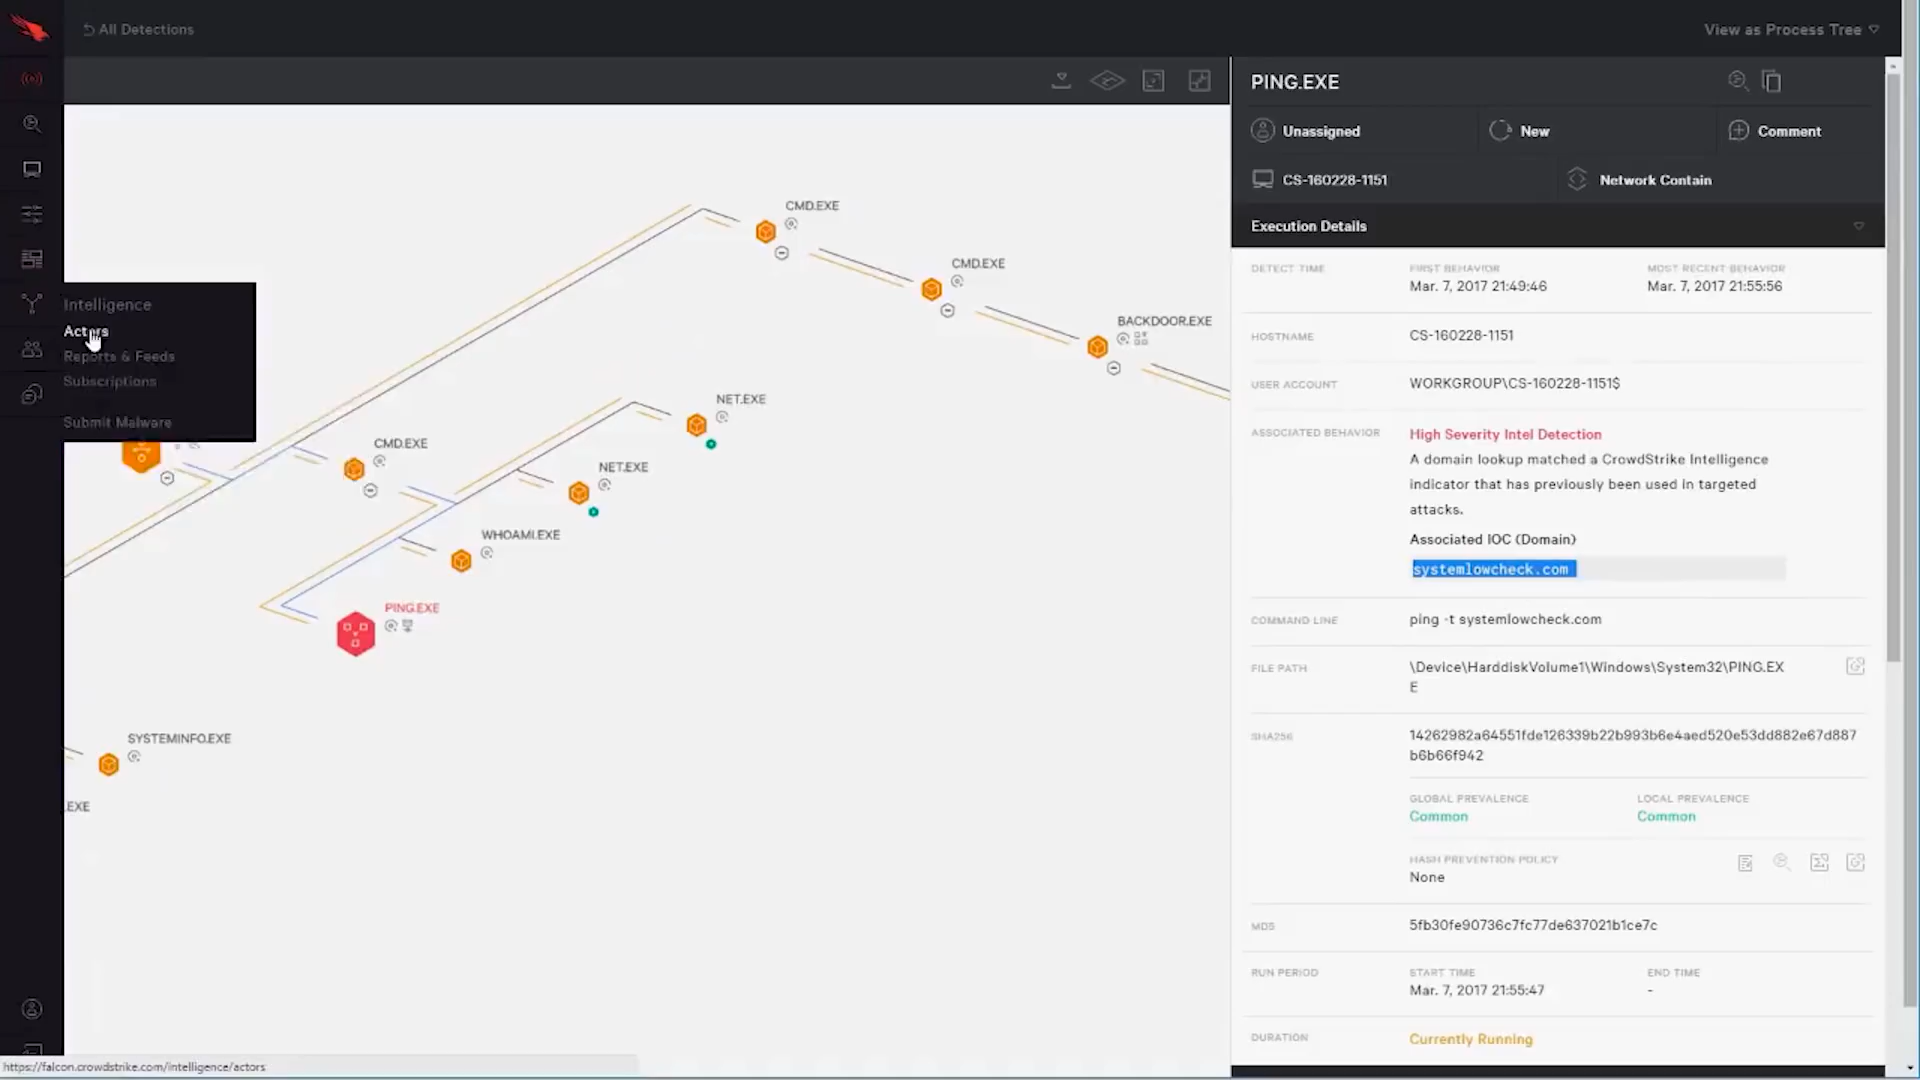 All Detections
View as Process Tree
PING.EXE
Unassigned
New
Comment
CS-160228-1151
Network Contain
Execution Details
Intelligence
Actors
Reports & Feeds
Subscriptions
Submit Malware
CMD.EXE
CMD.EXE
BACKDOOR.EXE
NET.EXE
CMD.EXE
NET.EXE
WHOAMI.EXE
PING.EXE
SYSTEMINFO.EXE
.EXE
DETECT TIME
FIRST BEHAVIOR
MOST RECENT BEHAVIOR
Mar. 7, 2017 21:49:46
Mar. 7, 2017 21:55:56
HOSTNAME
CS-160228-1151
USER ACCOUNT
WORKGROUP\CS-160228-1151$
ASSOCIATED BEHAVIOR
High Severity Intel Detection
A domain lookup matched a CrowdStrike Intelligence
indicator that has previously been used in targeted
attacks.
Associated IOC (Domain)
systemlowcheck.com
COMMAND LINE
ping -t systemlowcheck.com
FILE PATH
\Device\HarddiskVolume1\Windows\System32\PING.EX
E
SHA256
14262982a64551fde126339b22b993b6e4aed520e53dd882e67d887
b6b66f942
GLOBAL PREVALENCE
LOCAL PREVALENCE
Common
Common
HASH PREVENTION POLICY
None
MD5
5fb30fe90736c7fc77de637021b1ce7c
RUN PERIOD
START TIME
END TIME
Mar. 7, 2017 21:55:47
-
DURATION
Currently Running
https://falcon.crowdstrike.com/intelligence/actors